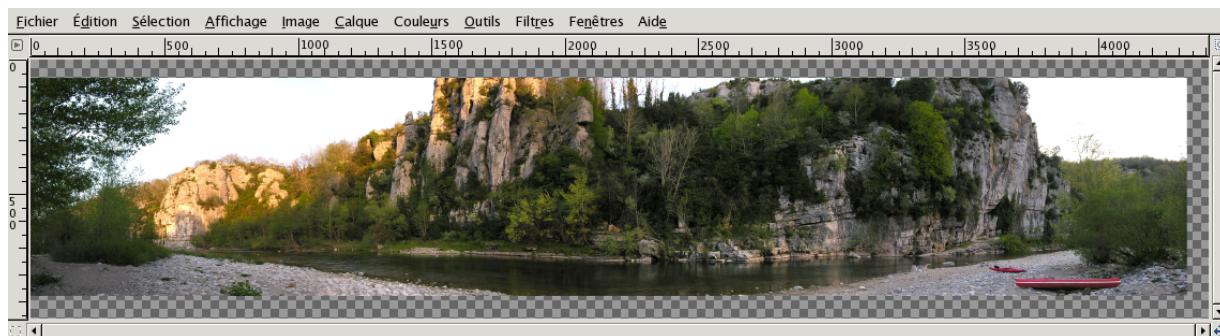 Fichier Édition Sélection Affichage Image Calque Couleurs Outils Filtres Fenêtres Aide
0 500 1000 1500 2000 2500 3000 3500 4000
0
500